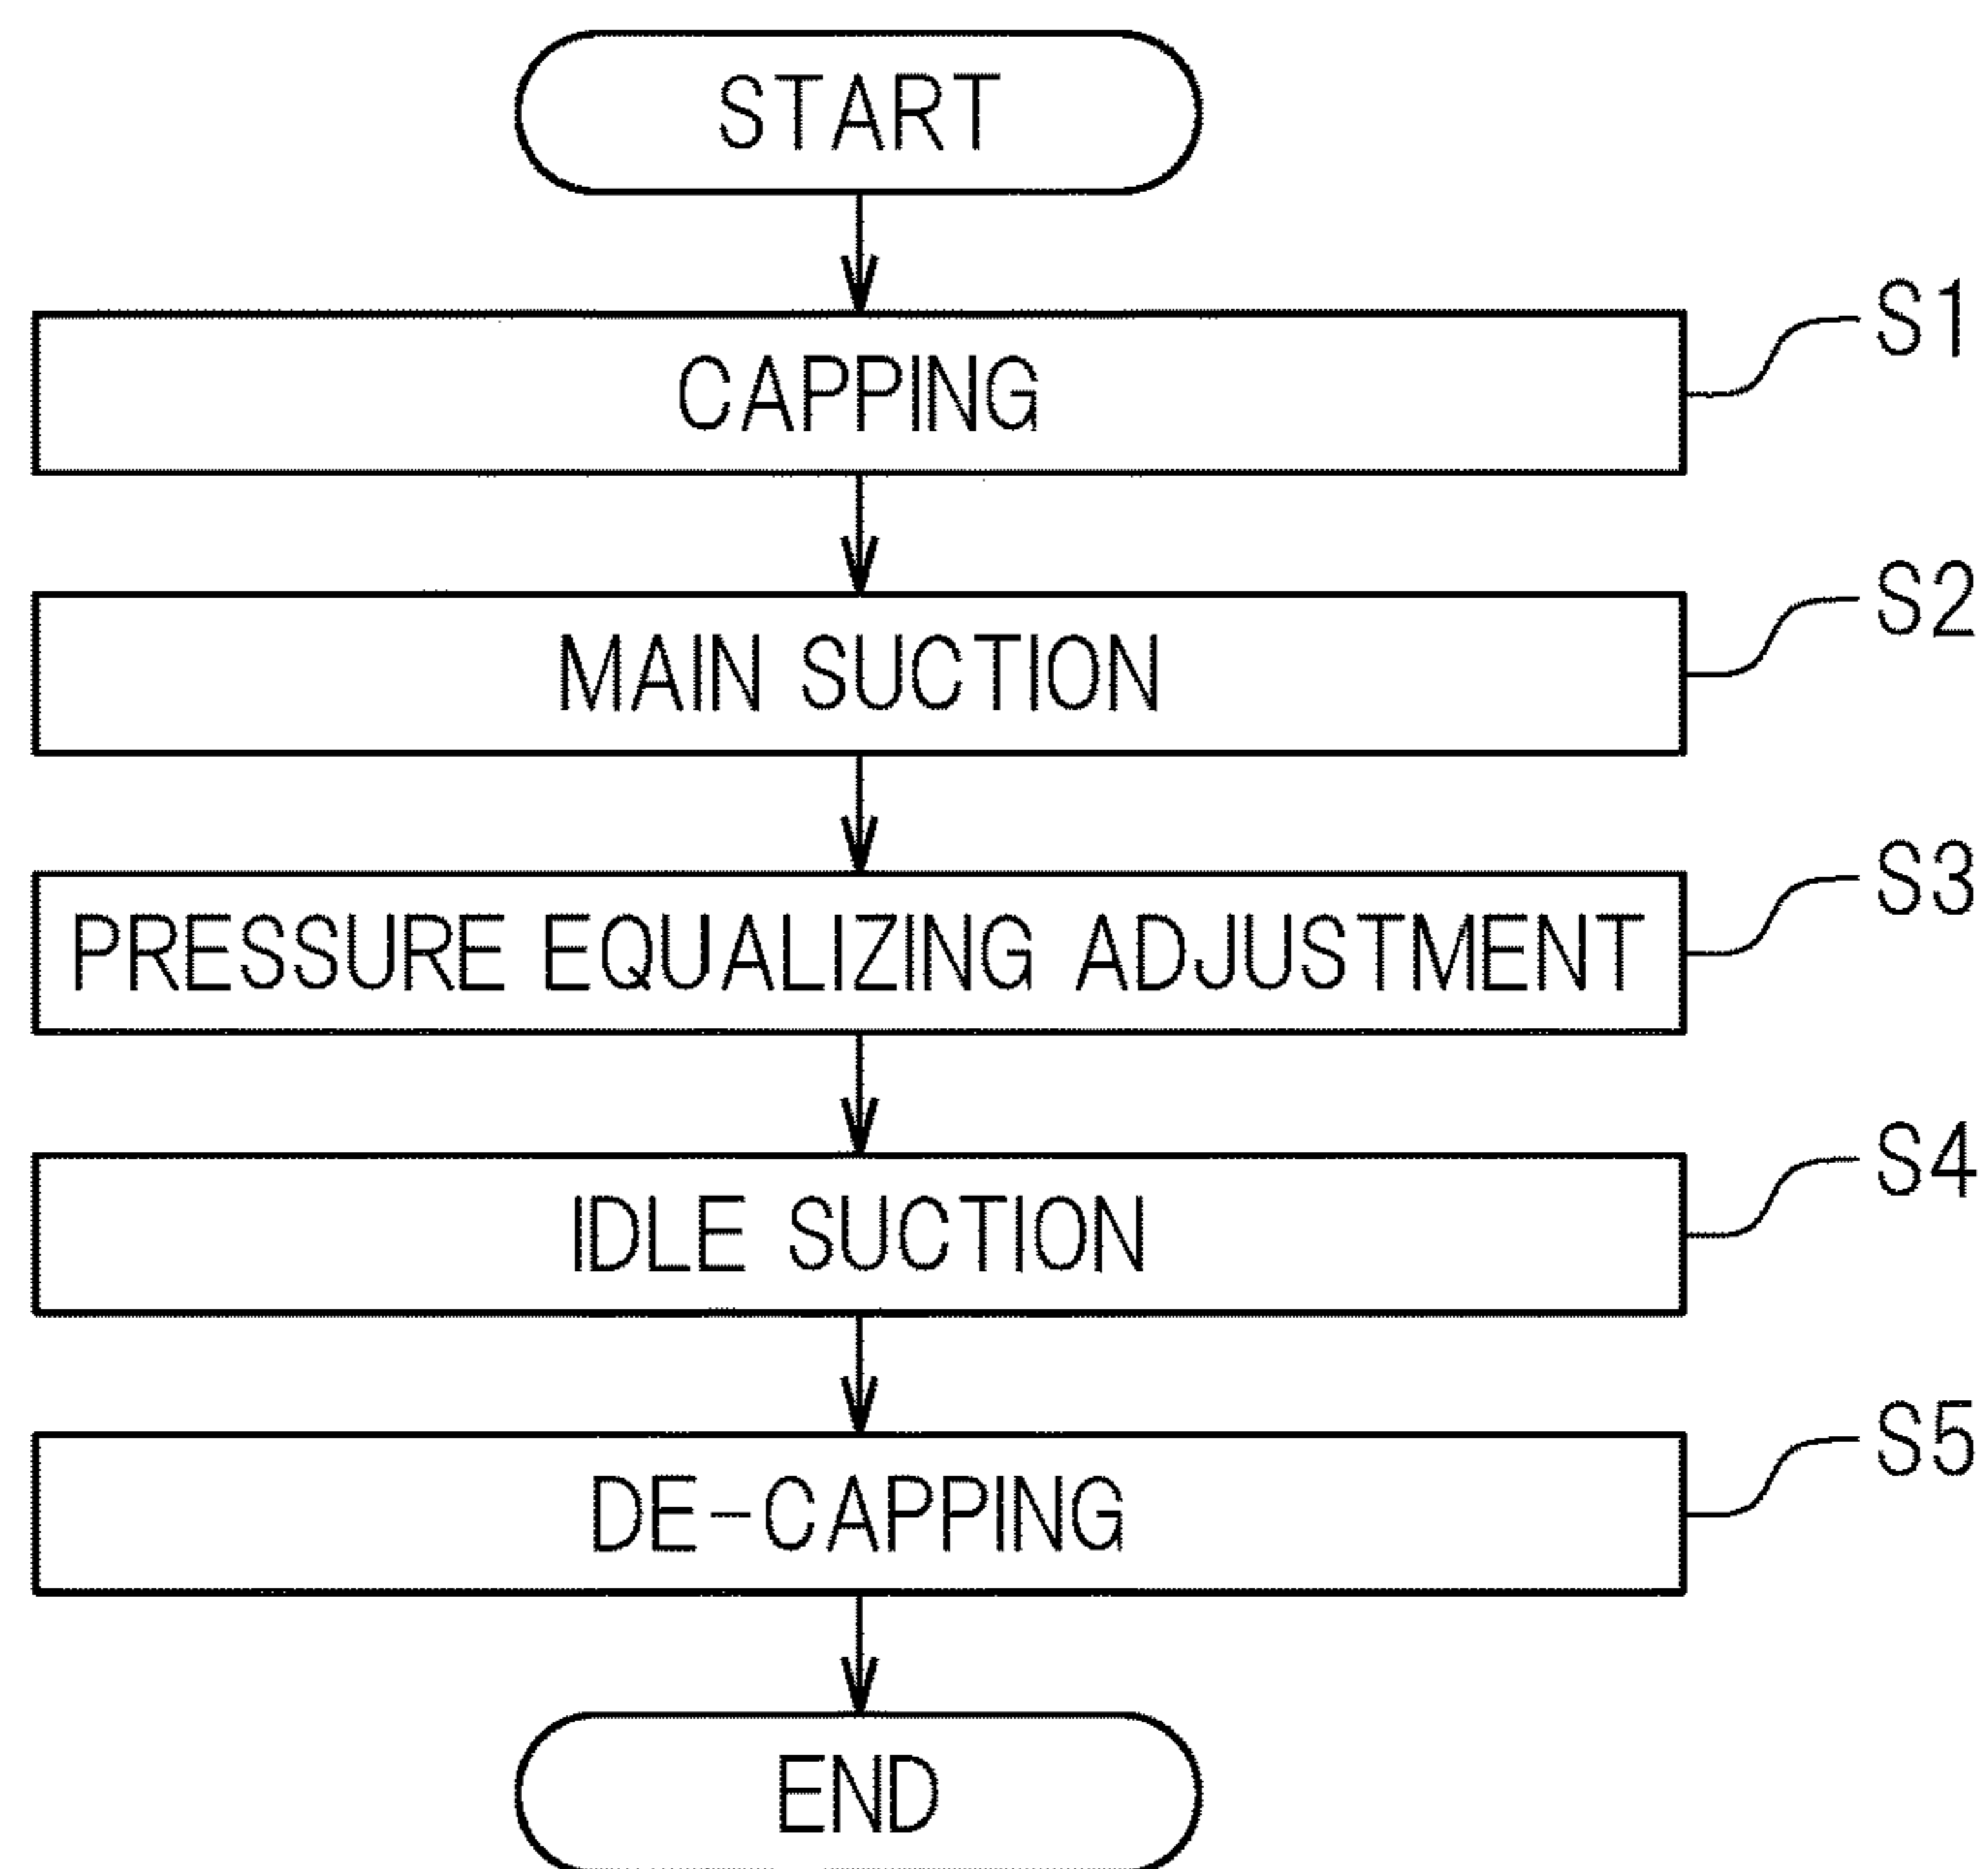 START
CAPPING
S1
MAIN SUCTION
S2
PRESSURE EQUALIZING ADJUSTMENT
S3
IDLE SUCTION
S4
DE-CAPPING
S5
END